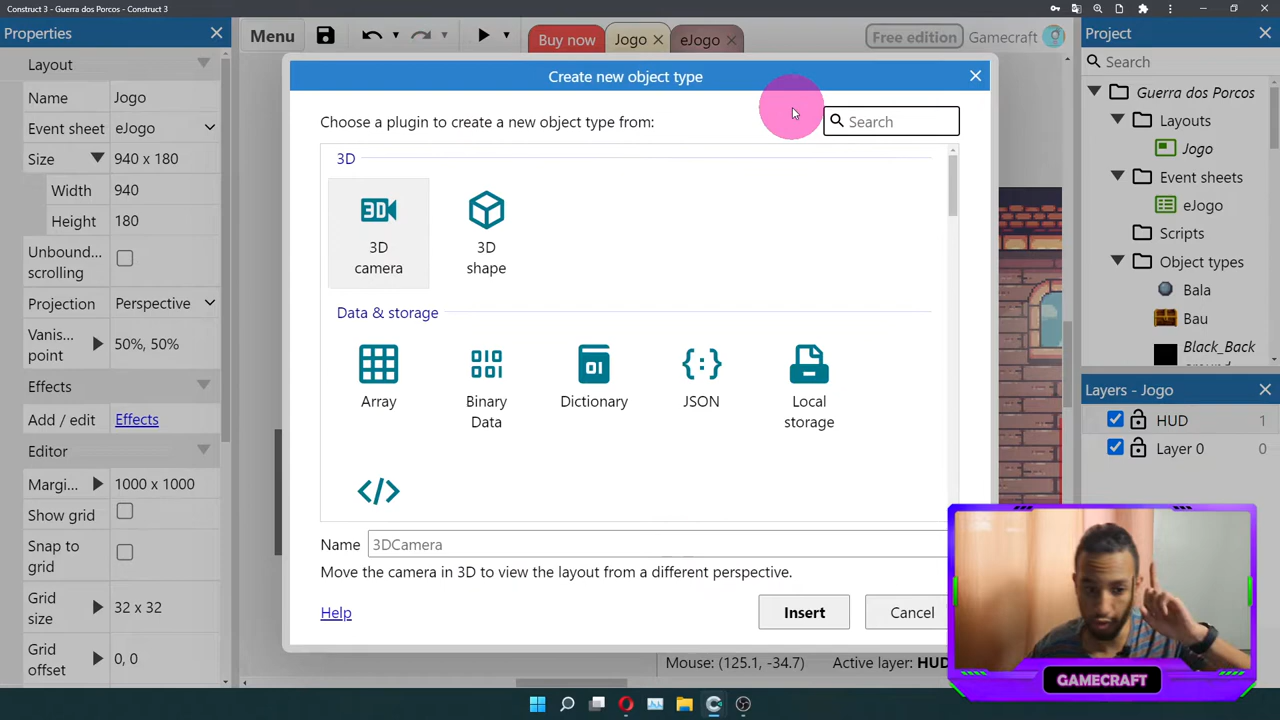 Construct 3 - Guerra dos Porcos - Construct 3
Properties
Layout
Name Jogo
Event sheet eJogo
Size 940 x 180
Width 940
Height 180
Unboun...
scrolling
Projection Perspective
Vanis...
point 50%, 50%
Effects
Add / edit Effects
Editor
Margi... 1000 x 1000
Show grid
Snap to
grid
Grid
size 32 x 32
Grid
offset 0, 0
Menu
Buy now
Jogo
eJogo
Free edition
Gamecraft
Create new object type
Choose a plugin to create a new object type from:
Search
3D
3D
camera
3D
shape
Data & storage
Array
Binary
Data
Dictionary
JSON
Local
storage
Name 3DCamera
Move the camera in 3D to view the layout from a different perspective.
Help
Insert
Cancel
Mouse: (125.1, -34.7)
Active layer: HUD
Project
Search
Guerra dos Porcos
Layouts
Jogo
Event sheets
eJogo
Scripts
Object types
Bala
Bau
Black_Back
ground
Layers - Jogo
HUD 1
Layer 0 0
GAMECRAFT